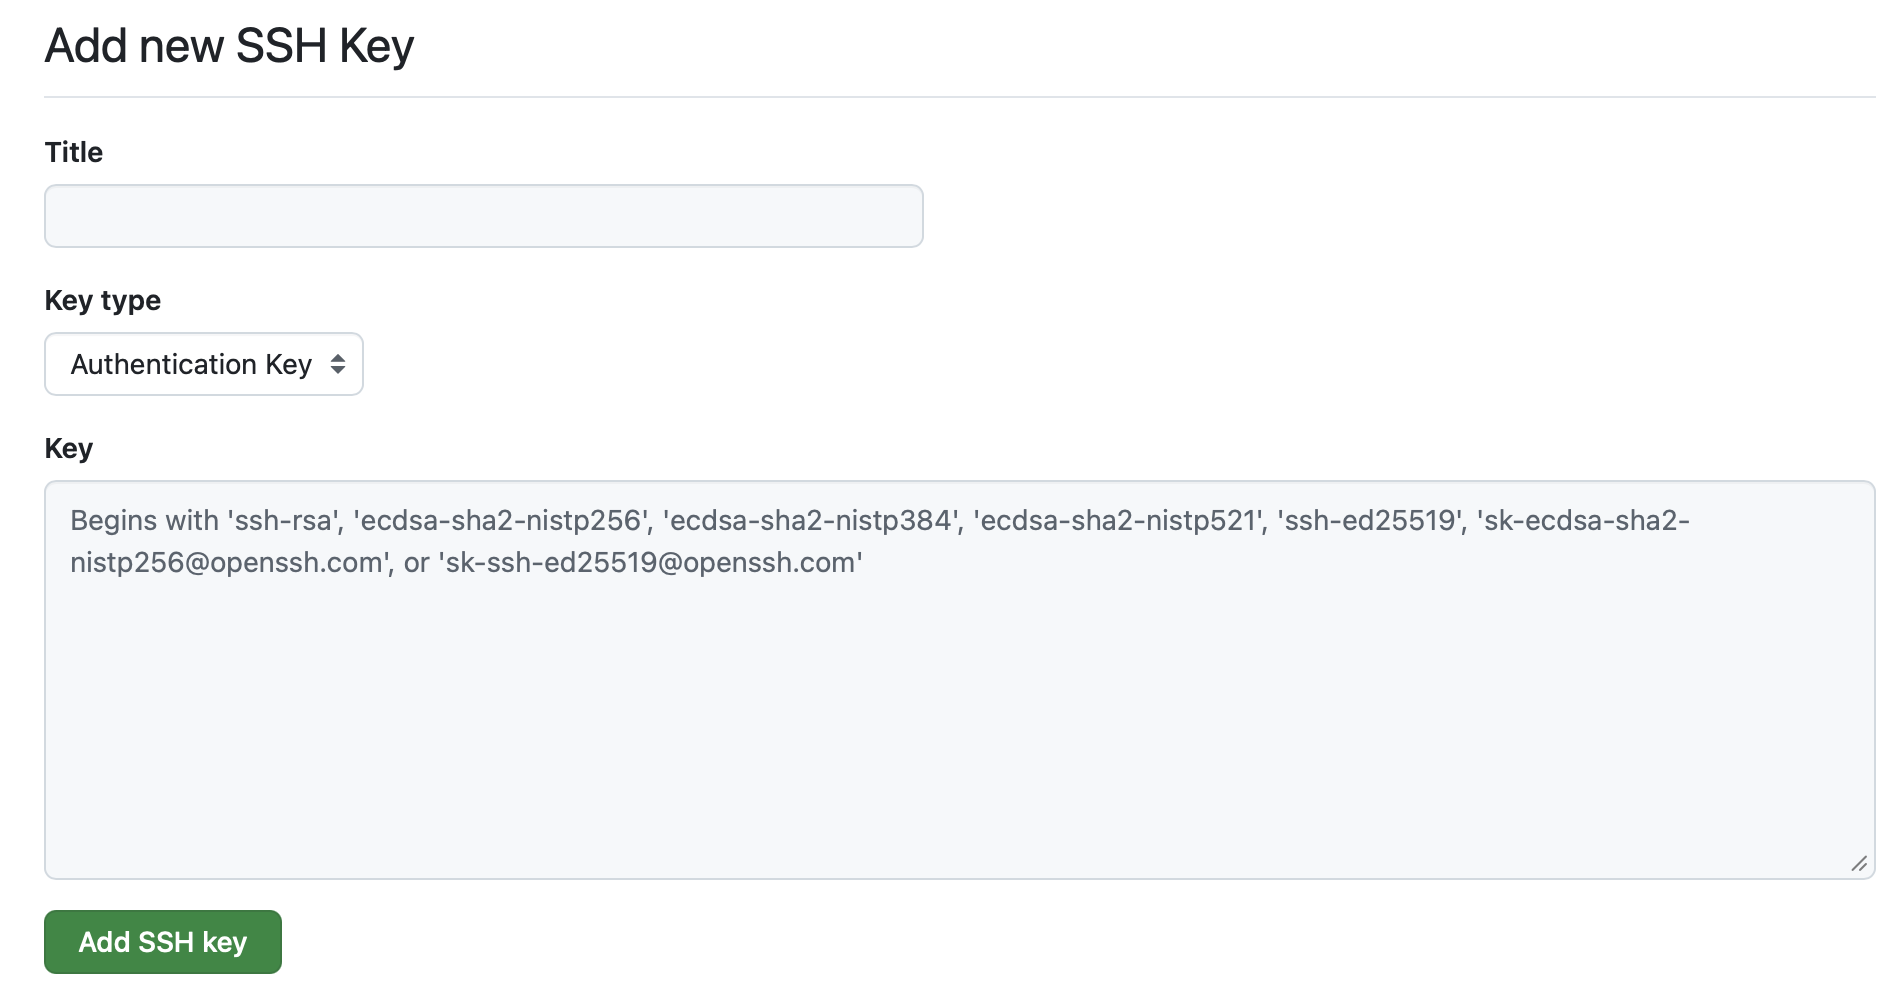 Add new SSH Key
Title
Key type
Authentication Key
Key
Begins with 'ssh-rsa', 'ecdsa-sha2-nistp256', 'ecdsa-sha2-nistp384', 'ecdsa-sha2-nistp521', 'ssh-ed25519', 'sk-ecdsa-sha2-
nistp256@openssh.com', or 'sk-ssh-ed25519@openssh.com'
Add SSH key